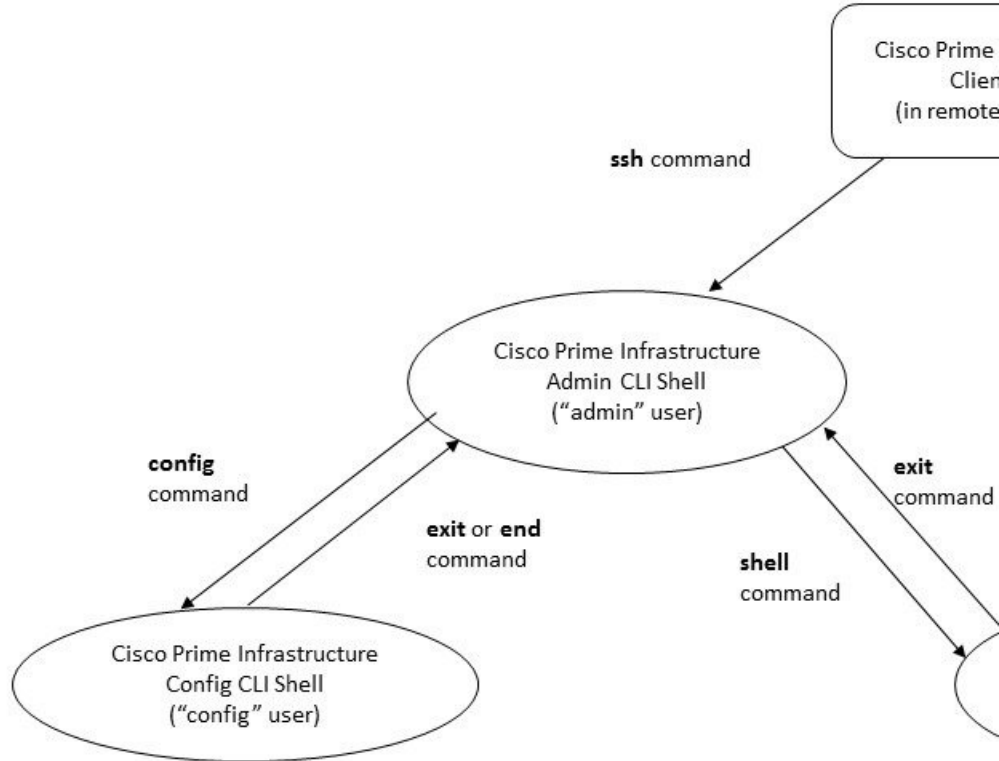 Cisco Prime
Clien
(in remote
ssh command
Cisco Prime Infrastructure
Admin CLI Shell
(“admin” user)
config
command
exit or end
command
exit
command
shell
command
Cisco Prime Infrastructure
Config CLI Shell
(“config” user)